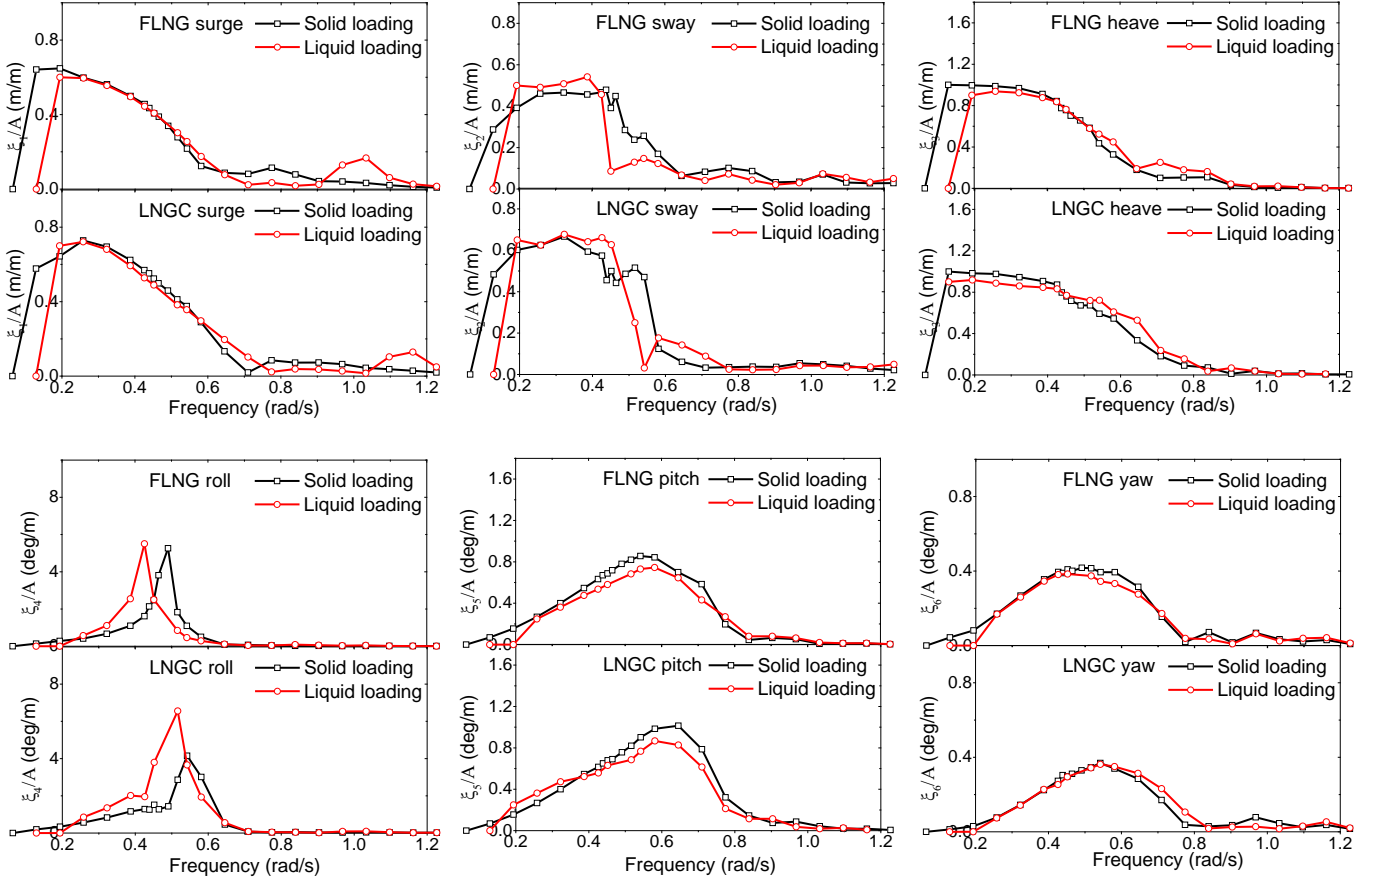 FLNG surge
Solid loading
Liquid loading
ξ1/A (m/m)
0.8
0.4
0.0
LNGC surge
Solid loading
Liquid loading
ξ1/A (m/m)
0.8
0.4
0.0
0.2 0.4 0.6 0.8 1.0 1.2
Frequency (rad/s)
FLNG sway
Solid loading
Liquid loading
ξ2/A (m/m)
0.8
0.6
0.4
0.2
0.0
LNGC sway
Solid loading
Liquid loading
ξ2/A (m/m)
0.8
0.6
0.4
0.2
0.0
0.2 0.4 0.6 0.8 1.0 1.2
Frequency (rad/s)
FLNG heave
Solid loading
Liquid loading
ξ3/A (m/m)
1.6
1.2
0.8
0.4
0.0
LNGC heave
Solid loading
Liquid loading
ξ3/A (m/m)
1.6
1.2
0.8
0.4
0.0
0.2 0.4 0.6 0.8 1.0 1.2
Frequency (rad/s)
FLNG roll
Solid loading
Liquid loading
ξ4/A (deg/m)
8
4
0
LNGC roll
Solid loading
Liquid loading
ξ4/A (deg/m)
8
4
0
0.2 0.4 0.6 0.8 1.0 1.2
Frequency (rad/s)
FLNG pitch
Solid loading
Liquid loading
ξ5/A (deg/m)
1.6
1.2
0.8
0.4
0.0
LNGC pitch
Solid loading
Liquid loading
ξ5/A (deg/m)
1.6
1.2
0.8
0.4
0.0
0.2 0.4 0.6 0.8 1.0 1.2
Frequency (rad/s)
FLNG yaw
Solid loading
Liquid loading
ξ6/A (deg/m)
0.8
0.4
0.0
LNGC yaw
Solid loading
Liquid loading
ξ6/A (deg/m)
0.8
0.4
0.0
0.2 0.4 0.6 0.8 1.0 1.2
Frequency (rad/s)